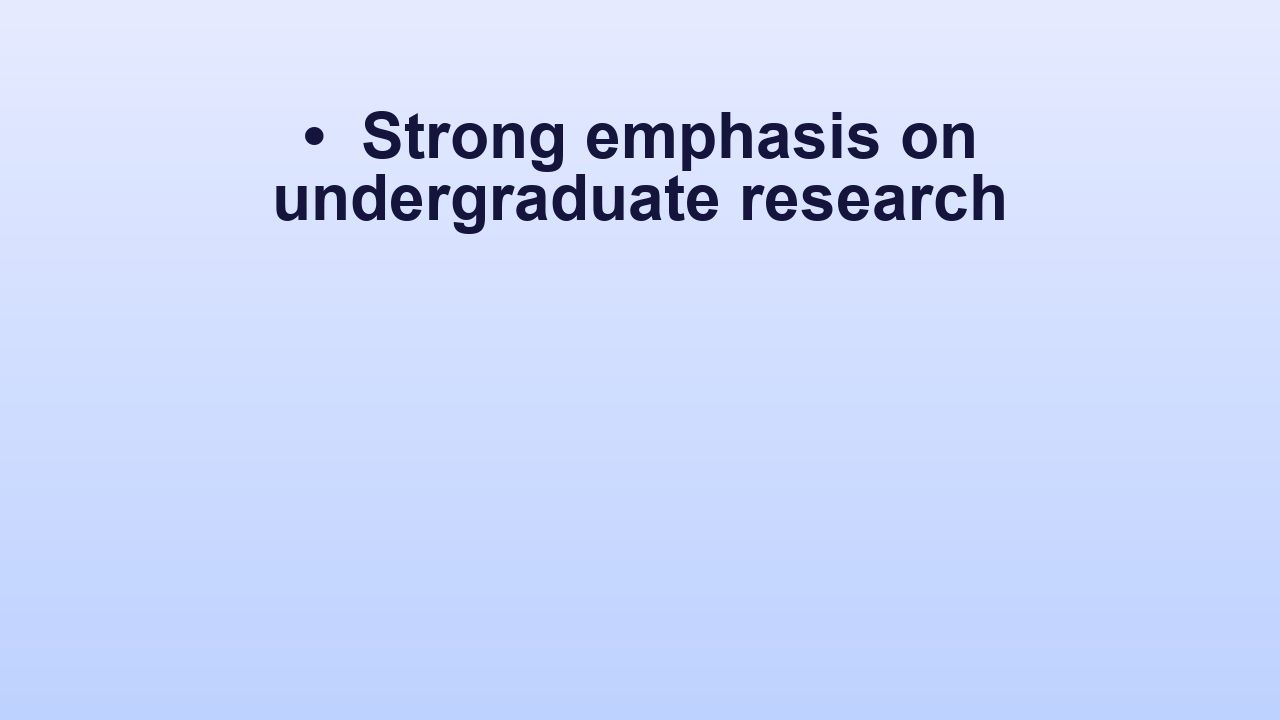 • Strong emphasis on
undergraduate research